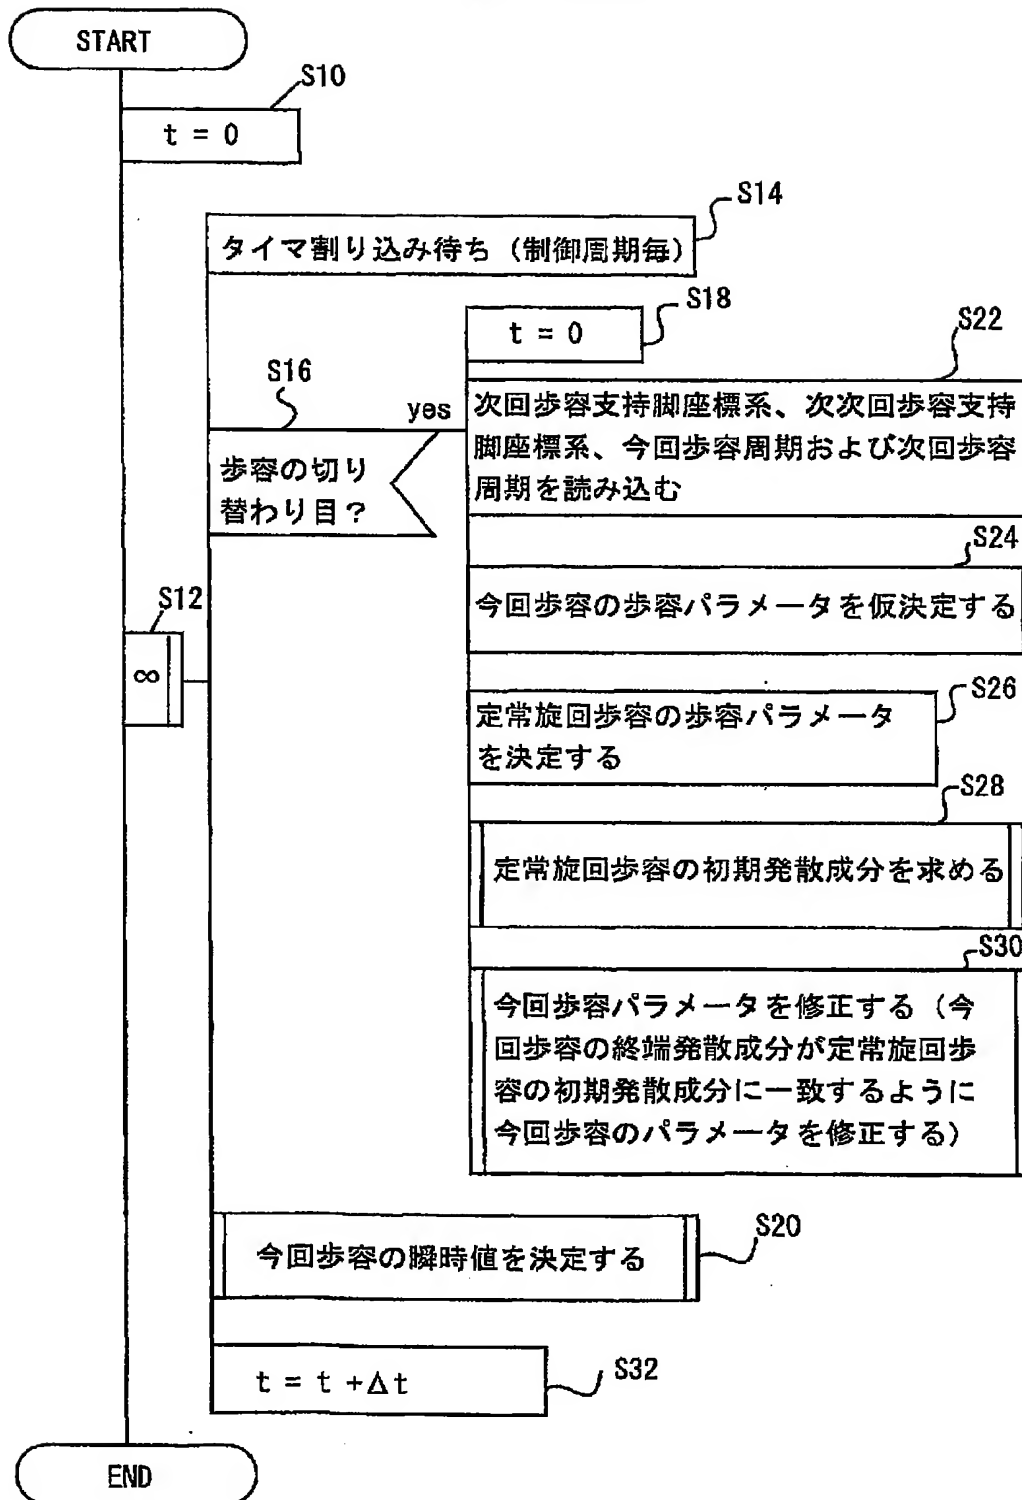 START
S10
t = 0
S14
タイマ割り込み待ち（制御周期毎）
S18
t = 0
S22
S16
yes
次回歩容支持脚座標系、次次回歩容支持
脚座標系、今回歩容周期および次回歩容
周期を読み込む
歩容の切り
替わり目？
S24
今回歩容の歩容パラメータを仮決定する
S12
∞
S26
定常旋回歩容の歩容パラメータ
を決定する
S28
定常旋回歩容の初期発散成分を求める
S30
今回歩容パラメータを修正する（今
回歩容の終端発散成分が定常旋回歩
容の初期発散成分に一致するように
今回歩容のパラメータを修正する）
S20
今回歩容の瞬時値を決定する
S32
t = t +Δt
END